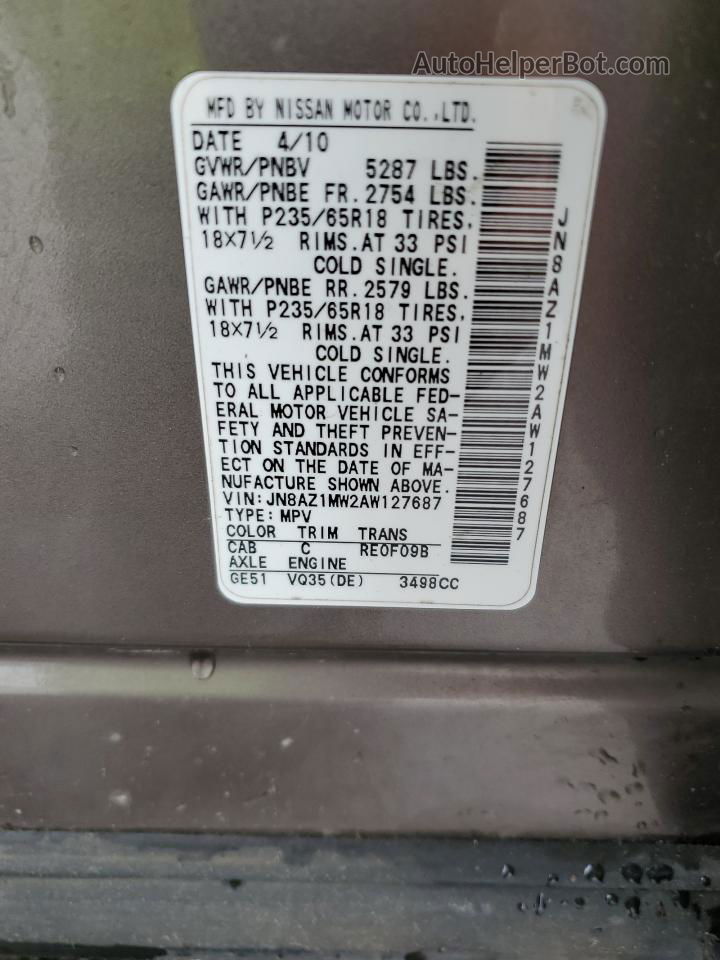 AutoHelperBot.com
MFD BY NISSAN MOTOR CO.,LTD.
DATE 4/10
GVWR/PNBV 5287 LBS.
GAWR/PNBE FR. 2754 LBS.
WITH P235/65R18 TIRES,
18X7½ RIMS. AT 33 PSI
COLD SINGLE.
GAWR/PNBE RR. 2579 LBS.
WITH P235/65R18 TIRES,
18X7½ RIMS. AT 33 PSI
COLD SINGLE.
THIS VEHICLE CONFORMS
TO ALL APPLICABLE FED-
ERAL MOTOR VEHICLE SA-
FETY AND THEFT PREVEN-
TION STANDARDS IN EFF-
ECT ON THE DATE OF MA-
NUFACTURE SHOWN ABOVE.
VIN:JN8AZ1MW2AW127687
TYPE:MPV
COLOR TRIM TRANS
CAB C RE0F09B
AXLE ENGINE
GE51 VQ35(DE) 3498CC
JN8AZ1MW2AW127687